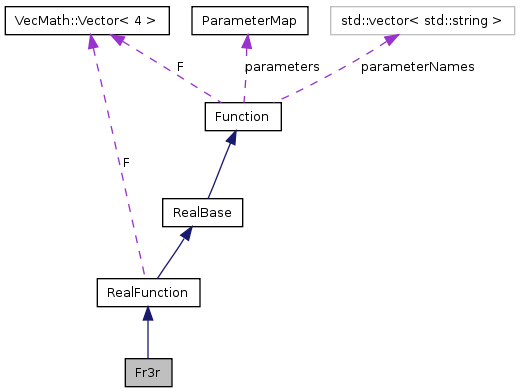 VecMath::Vector< 4 >
ParameterMap
std::vector< std::string >
F
parameters
parameterNames
Function
F
RealBase
RealFunction
Fr3r